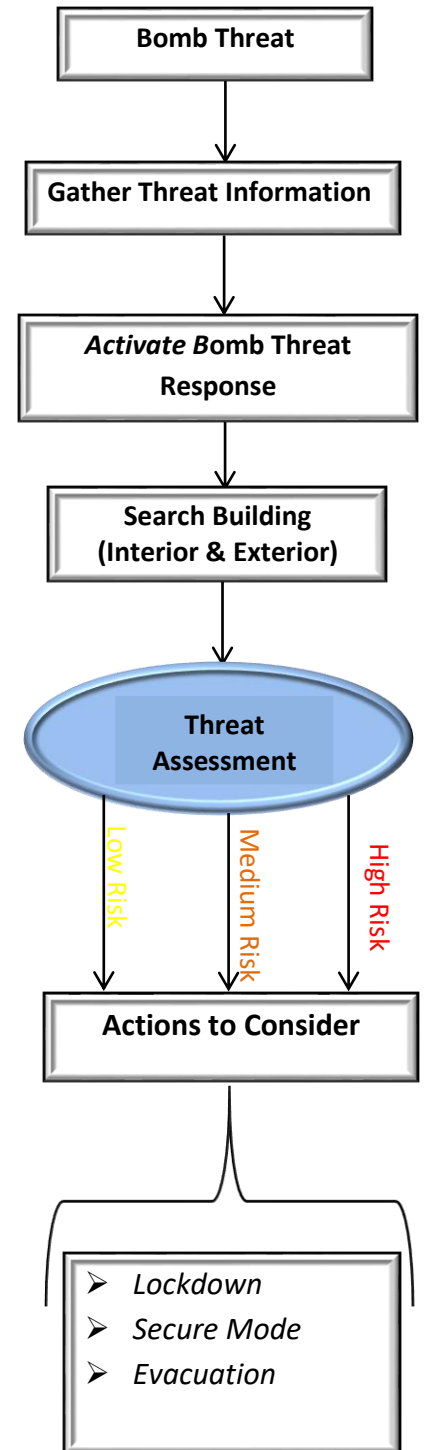 Bomb Threat
Gather Threat Information
Activate Bomb Threat
Response
Search Building
(Interior & Exterior)
Threat
Assessment
Low Risk
Medium Risk
High Risk
Actions to Consider
➢ Lockdown
➢ Secure Mode
➢ Evacuation